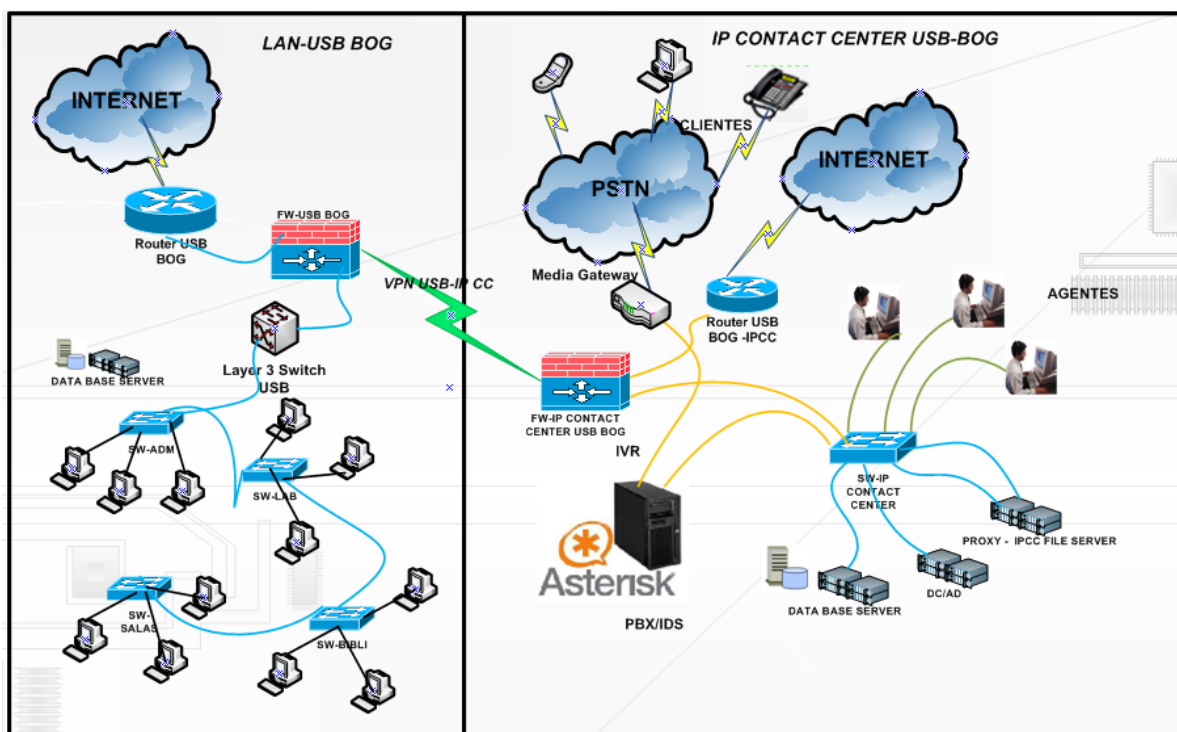 LAN-USB BOG
INTERNET
Router USB
BOG
FW-USB BOG
VPN USB-IP CC
Layer 3 Switch
USB
DATA BASE SERVER
SW-ADM
SW-LAB
SW-
SALAS
SW-BIBLI
IP CONTACT CENTER USB-BOG
CLIENTES
PSTN
INTERNET
Media Gateway
Router USB
BOG -IPCC
AGENTES
FW-IP CONTACT
CENTER USB BOG
IVR
SW-IP
CONTACT
CENTER
Asterisk
PBX/IDS
PROXY - IPCC FILE SERVER
DC/AD
DATA BASE SERVER